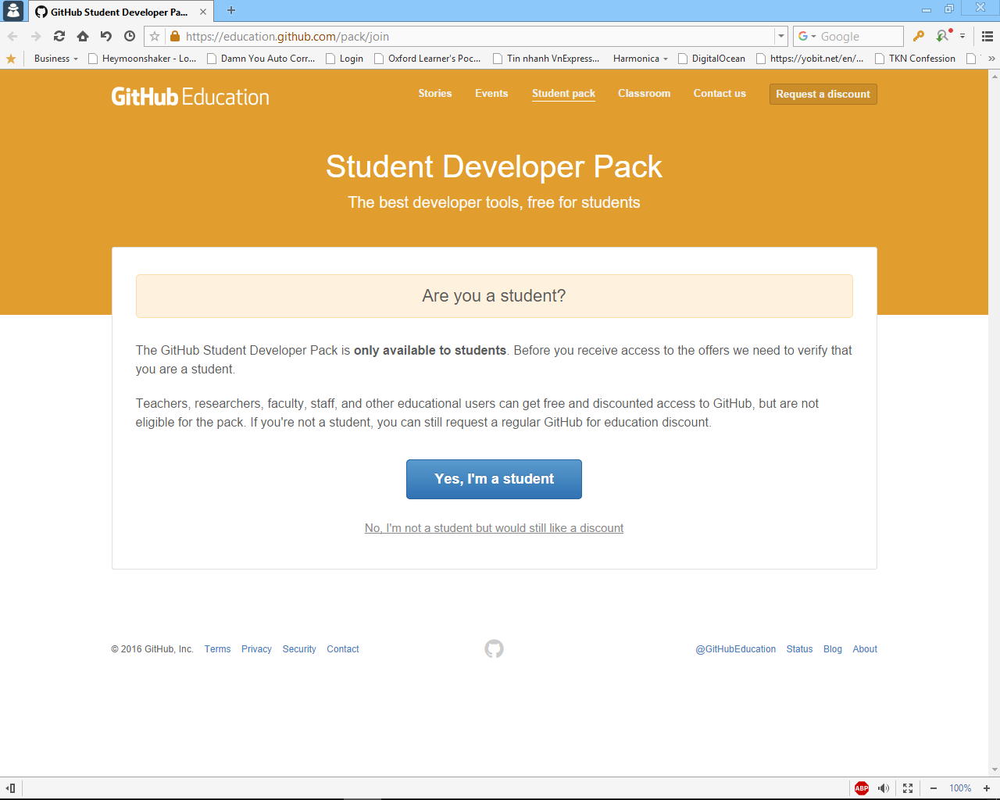 GitHub Student Developer Pa...
https://education.github.com/pack/join
Google
Business
Heymoonshaker - Lo...
Damn You Auto Corr...
Login
Oxford Learner's Poc...
Tin nhanh VnExpress...
Harmonica
DigitalOcean
https://yobit.net/en/...
TKN Confession
GitHub Education
Stories
Events
Student pack
Classroom
Contact us
Request a discount
Student Developer Pack
The best developer tools, free for students
Are you a student?
The GitHub Student Developer Pack is only available to students. Before you receive access to the offers we need to verify that
you are a student.
Teachers, researchers, faculty, staff, and other educational users can get free and discounted access to GitHub, but are not
eligible for the pack. If you're not a student, you can still request a regular GitHub for education discount.
Yes, I'm a student
No, I'm not a student but would still like a discount
© 2016 GitHub, Inc.
Terms
Privacy
Security
Contact
@GitHubEducation
Status
Blog
About
ABP
100%